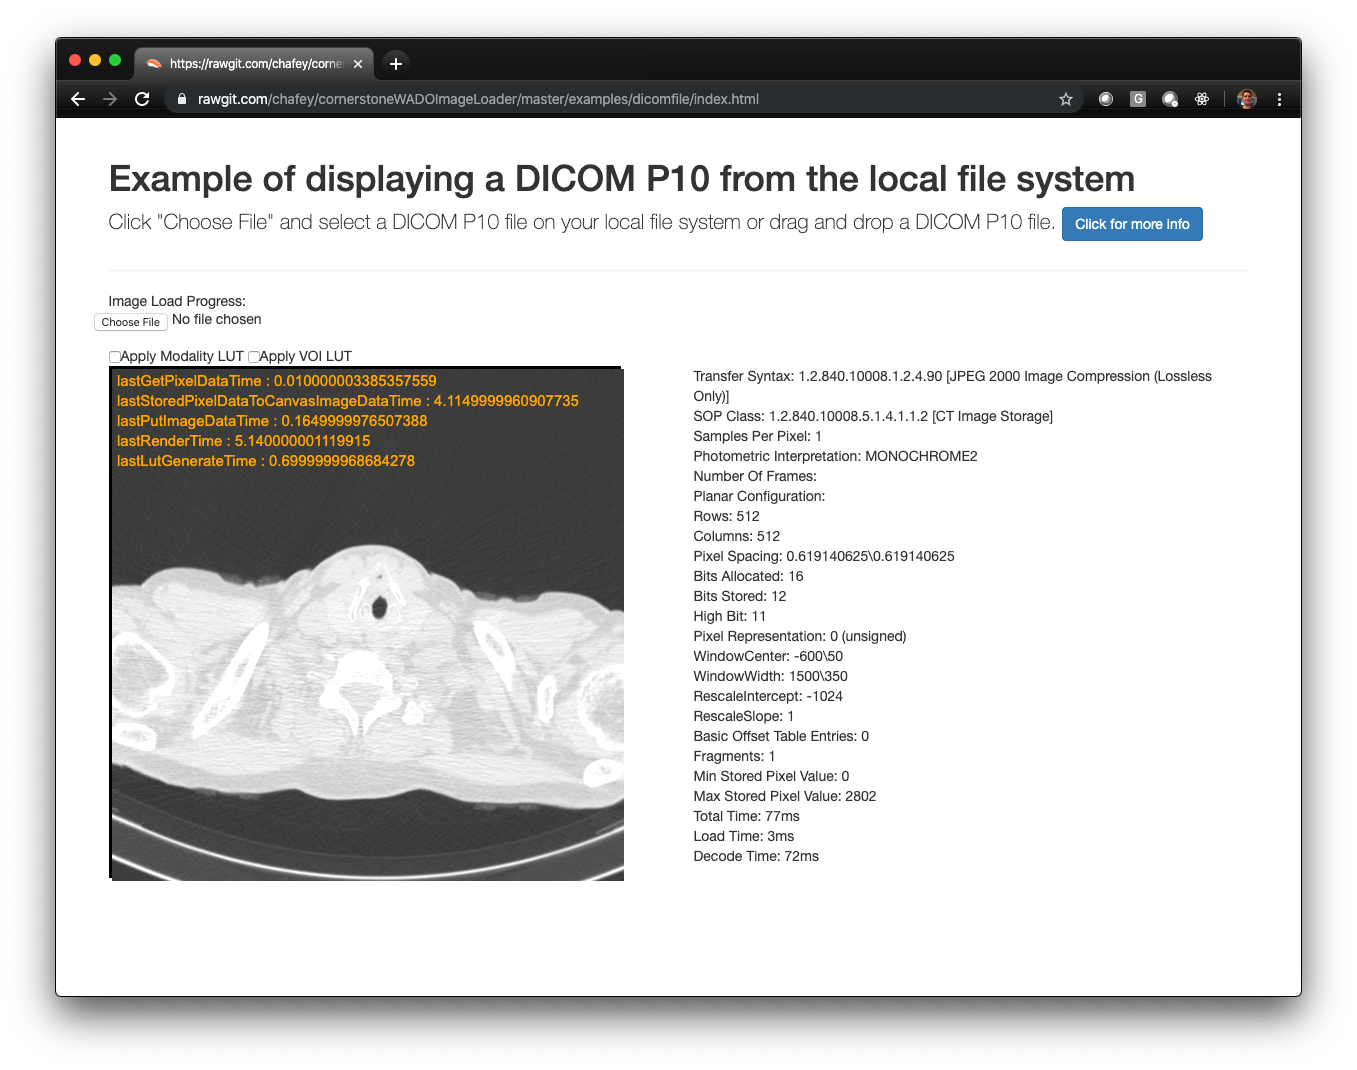 https://rawgit.com/chafey/corne
rawgit.com/chafey/cornerstoneWADOImageLoader/master/examples/dicomfile/index.html
G
Example of displaying a DICOM P10 from the local file system
Click "Choose File" and select a DICOM P10 file on your local file system or drag and drop a DICOM P10 file. Click for more info
Image Load Progress:
Choose File No file chosen
Apply Modality LUT Apply VOI LUT
lastGetPixelDataTime : 0.010000003385357559
lastStoredPixelDataToCanvasImageDataTime : 4.1149999960907735
lastPutImageDataTime : 0.1649999976507388
lastRenderTime : 5.140000001119915
lastLutGenerateTime : 0.6999999968684278
Transfer Syntax: 1.2.840.10008.1.2.4.90 [JPEG 2000 Image Compression (Lossless
Only)]
SOP Class: 1.2.840.10008.5.1.4.1.1.2 [CT Image Storage]
Samples Per Pixel: 1
Photometric Interpretation: MONOCHROME2
Number Of Frames:
Planar Configuration:
Rows: 512
Columns: 512
Pixel Spacing: 0.619140625\0.619140625
Bits Allocated: 16
Bits Stored: 12
High Bit: 11
Pixel Representation: 0 (unsigned)
WindowCenter: -600\50
WindowWidth: 1500\350
RescaleIntercept: -1024
RescaleSlope: 1
Basic Offset Table Entries: 0
Fragments: 1
Min Stored Pixel Value: 0
Max Stored Pixel Value: 2802
Total Time: 77ms
Load Time: 3ms
Decode Time: 72ms